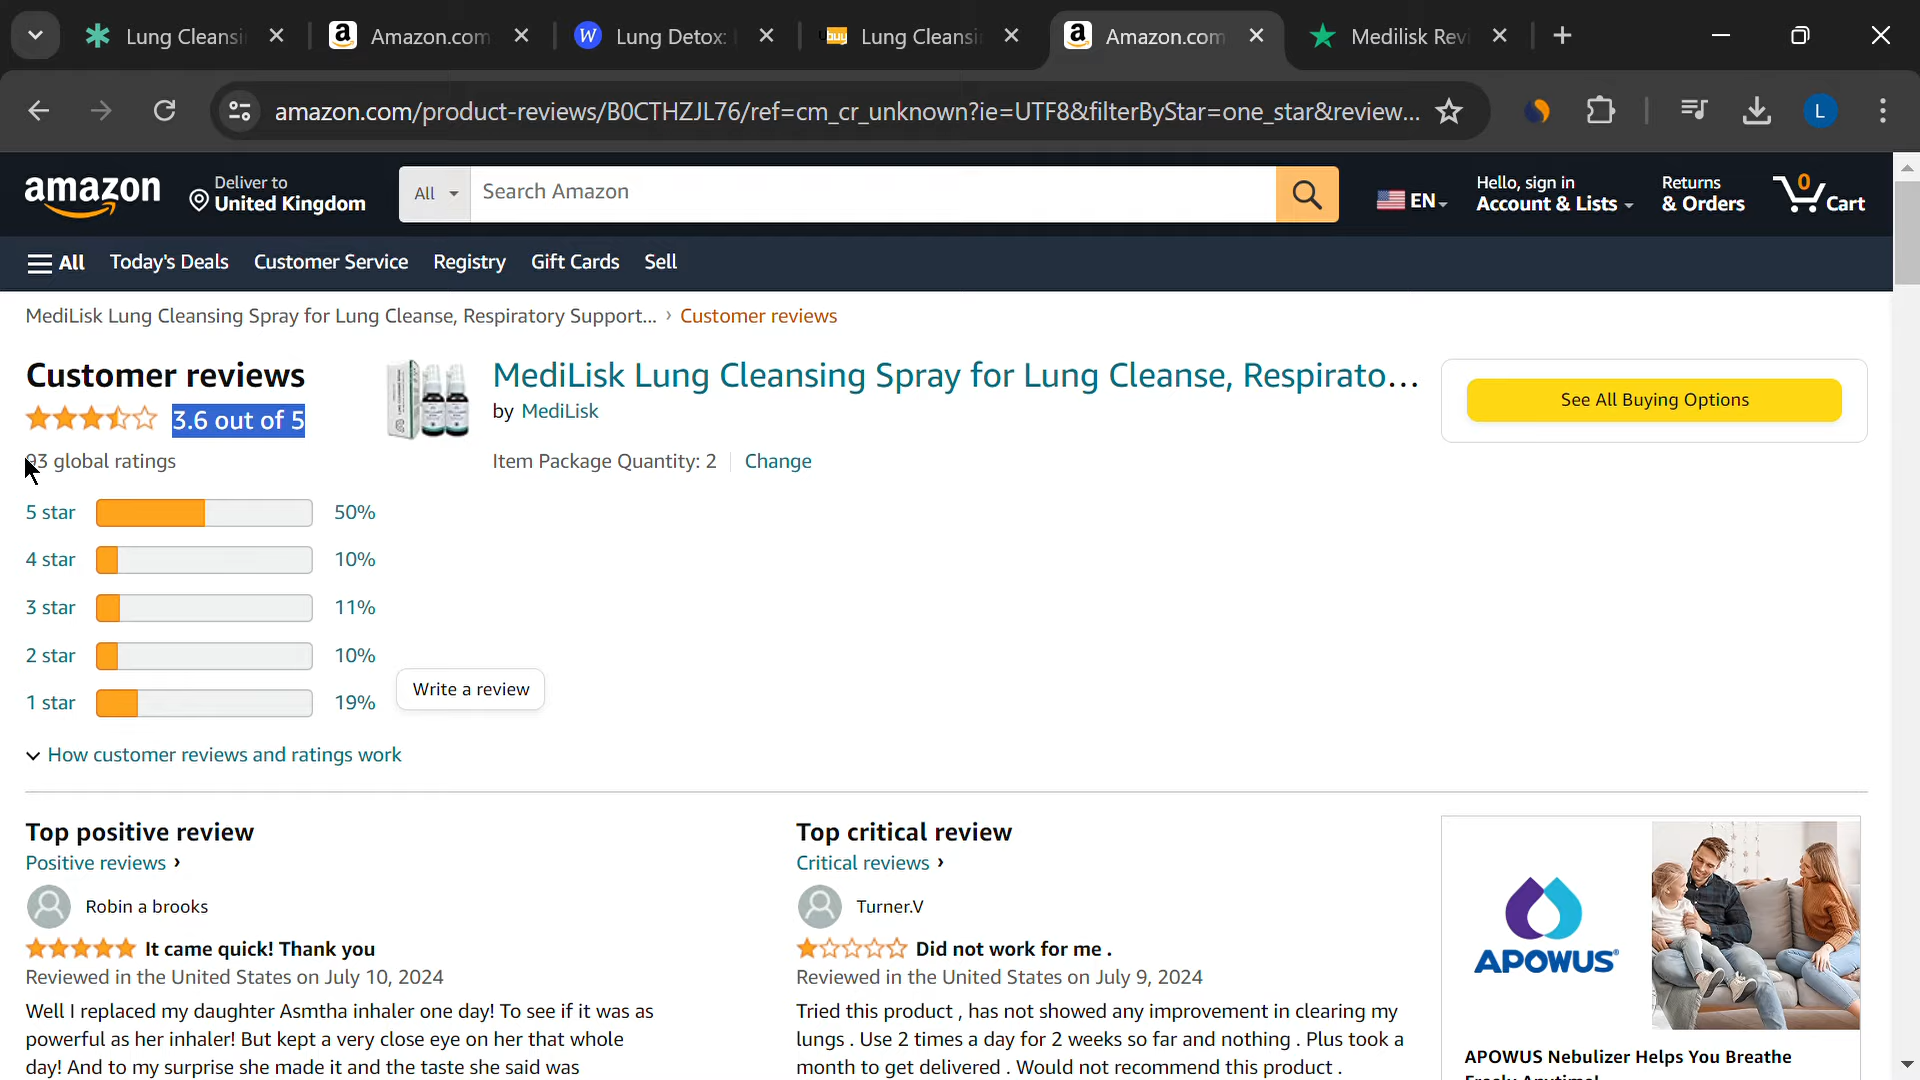 Lung Cleansi
Amazon.com
Lung Detox:
Lung Cleansi
Amazon.com
Medilisk Revi
amazon.com/product-reviews/B0CTHZJL76/ref=cm_cr_unknown?ie=UTF8&filterByStar=one_star&review...
L
amazon
Deliver to
United Kingdom
All
Search Amazon
EN
Hello, sign in
Account & Lists
Returns
& Orders
0
Cart
All
Today's Deals
Customer Service
Registry
Gift Cards
Sell
MediLisk Lung Cleansing Spray for Lung Cleanse, Respiratory Support... › Customer reviews
Customer reviews
3.6 out of 5
93 global ratings
5 star 50%
4 star 10%
3 star 11%
2 star 10%
1 star 19%
How customer reviews and ratings work
MediLisk Lung Cleansing Spray for Lung Cleanse, Respirato...
by MediLisk
Item Package Quantity: 2 | Change
Write a review
See All Buying Options
Top positive review
Positive reviews ›
Robin a brooks
It came quick! Thank you
Reviewed in the United States on July 10, 2024
Well I replaced my daughter Asmtha inhaler one day! To see if it was as
powerful as her inhaler! But kept a very close eye on her that whole
day! And to my surprise she made it and the taste she said was
Top critical review
Critical reviews ›
Turner.V
Did not work for me .
Reviewed in the United States on July 9, 2024
Tried this product , has not showed any improvement in clearing my
lungs . Use 2 times a day for 2 weeks so far and nothing . Plus took a
month to get delivered . Would not recommend this product .
APOWUS
APOWUS Nebulizer Helps You Breathe